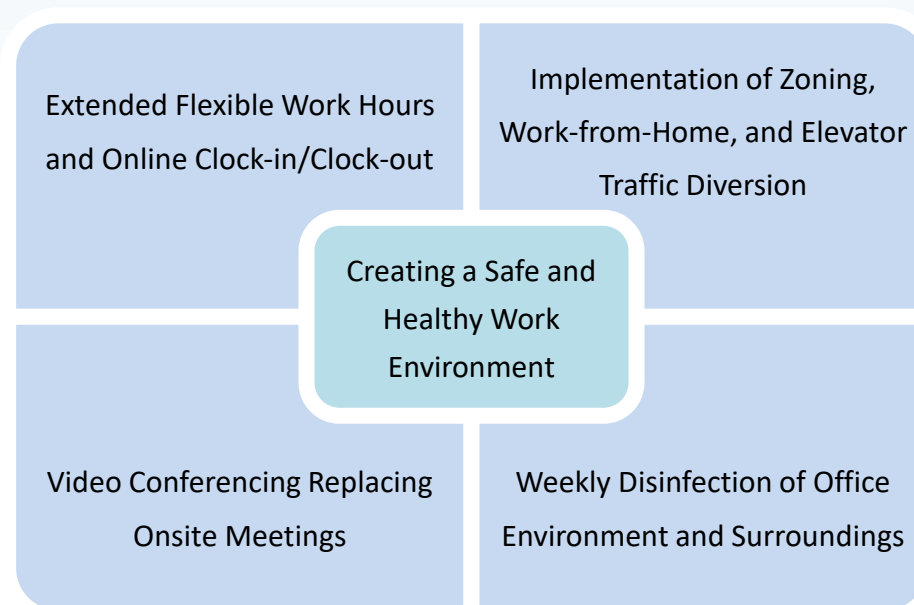 Extended Flexible Work Hours
and Online Clock-in/Clock-out
Implementation of Zoning,
Work-from-Home, and Elevator
Traffic Diversion
Creating a Safe and
Healthy Work
Environment
Video Conferencing Replacing
Onsite Meetings
Weekly Disinfection of Office
Environment and Surroundings